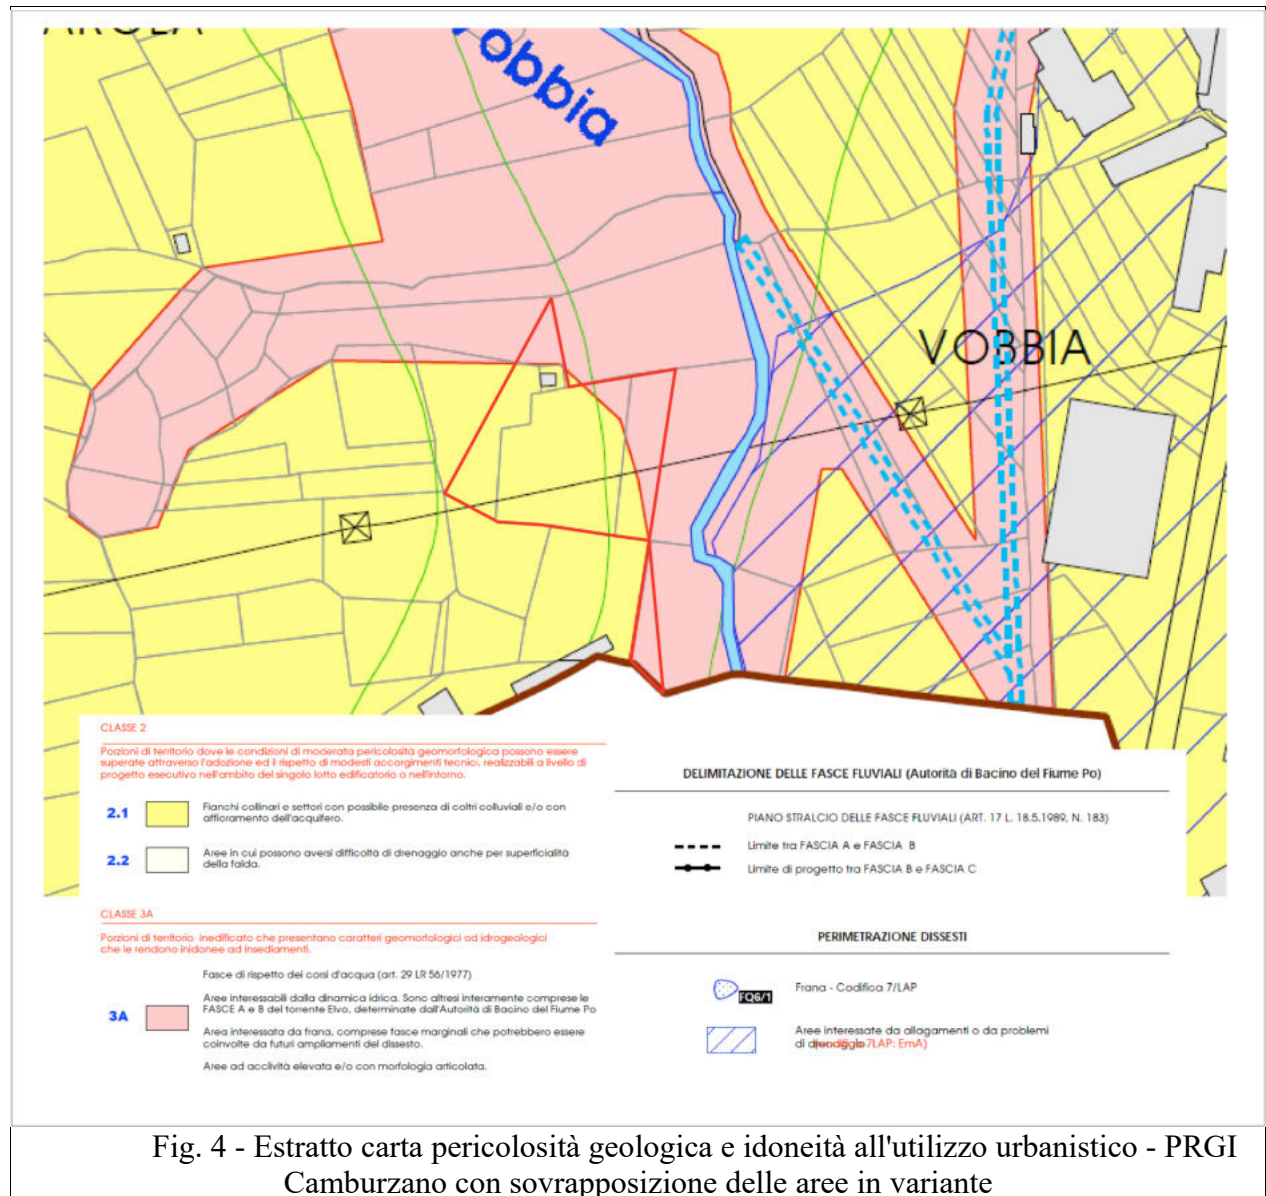 AROLA
obbia
VOBBIA
CLASSE 2
Porzioni di territorio dove le condizioni di moderata pericolosità geomorfologica possono essere
superate attraverso l'adozione ed il rispetto di modesti accorgimenti tecnici, realizzabili a livello di
progetto esecutivo nell'ambito del singolo lotto edificatorio o nell'intorno.
2.1
Fianchi collinari e settori con possibile presenza di coltri colluviali e/o con
affioramento dell'acquifero.
2.2
Aree in cui possono aversi difficoltà di drenaggio anche per superficialità
della falda.
CLASSE 3A
Porzioni di territorio inedificato che presentano caratteri geomorfologici od idrogeologici
che le rendono inidonee ad insediamenti.
Fasce di rispetto dei corsi d'acqua (art. 29 LR 56/1977)
3A
Aree interessabili dalla dinamica idrica. Sono altresì interamente comprese le
FASCE A e B del torrente Elvo, determinate dall'Autorità di Bacino del Fiume Po
Area interessata da frana, comprese fasce marginali che potrebbero essere
coinvolte da futuri ampliamenti del dissesto.
Aree ad acclività elevata e/o con morfologia articolata.
DELIMITAZIONE DELLE FASCE FLUVIALI (Autorità di Bacino del Fiume Po)
PIANO STRALCIO DELLE FASCE FLUVIALI (ART. 17 L. 18.5.1989, N. 183)
Limite tra FASCIA A e FASCIA B
Limite di progetto tra FASCIA B e FASCIA C
PERIMETRAZIONE DISSESTI
FQ6/1
Frana - Codifica 7/LAP
Aree interessate da allagamenti o da problemi
di drenaggio (codifica 7LAP: EmA)
Fig. 4 - Estratto carta pericolosità geologica e idoneità all'utilizzo urbanistico - PRGI
Camburzano con sovrapposizione delle aree in variante